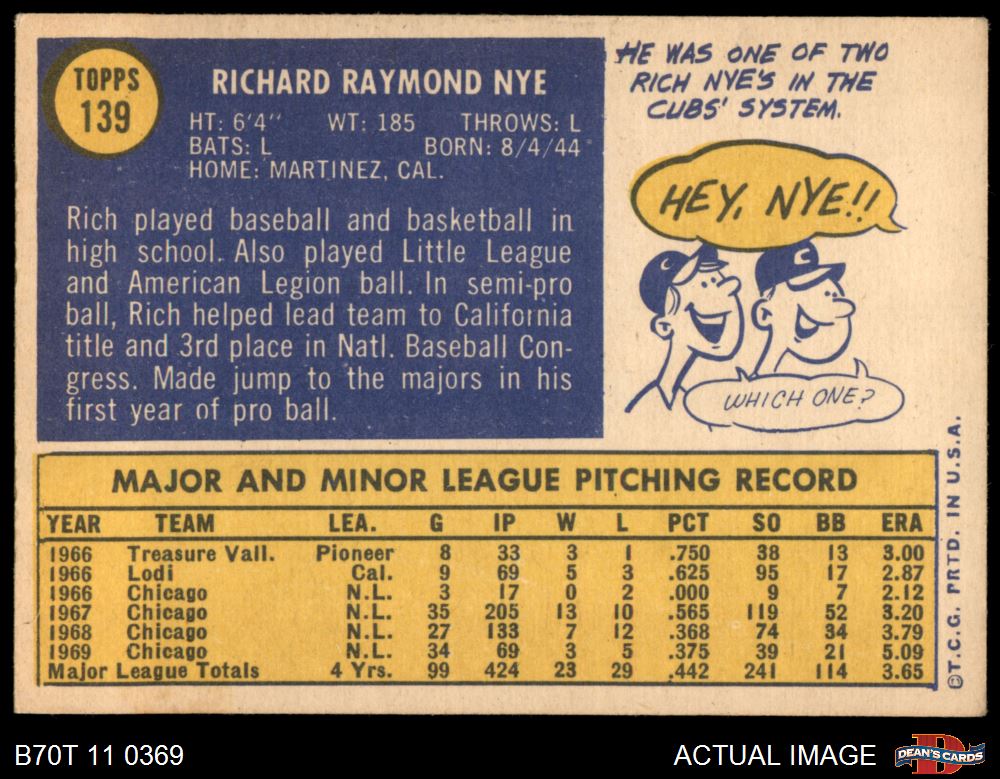 TOPPS
139
RICHARD RAYMOND NYE
HT: 6'4" WT: 185 THROWS: L
BATS: L BORN: 8/4/44
HOME: MARTINEZ, CAL.
Rich played baseball and basketball in
high school. Also played Little League
and American Legion ball. In semi-pro
ball, Rich helped lead team to California
title and 3rd place in Natl. Baseball Con-
gress. Made jump to the majors in his
first year of pro ball.
HE WAS ONE OF TWO
RICH NYE'S IN THE
CUBS' SYSTEM.
HEY, NYE!!
C
C
WHICH ONE?
MAJOR AND MINOR LEAGUE PITCHING RECORD
YEAR TEAM LEA. G IP W L PCT SO BB ERA
1966 Treasure Vall. Pioneer 8 33 3 1 .750 38 13 3.00
1966 Lodi Cal. 9 69 5 3 .625 95 17 2.87
1966 Chicago N.L. 3 17 0 2 .000 9 7 2.12
1967 Chicago N.L. 35 205 13 10 .565 119 52 3.20
1968 Chicago N.L. 27 133 7 12 .368 74 34 3.79
1969 Chicago N.L. 34 69 3 5 .375 39 21 5.09
Major League Totals 4 Yrs. 99 424 23 29 .442 241 114 3.65
©T.C.G. PRTD. IN U.S.A.
B70T 11 0369
ACTUAL IMAGE
D
DEAN'S CARDS